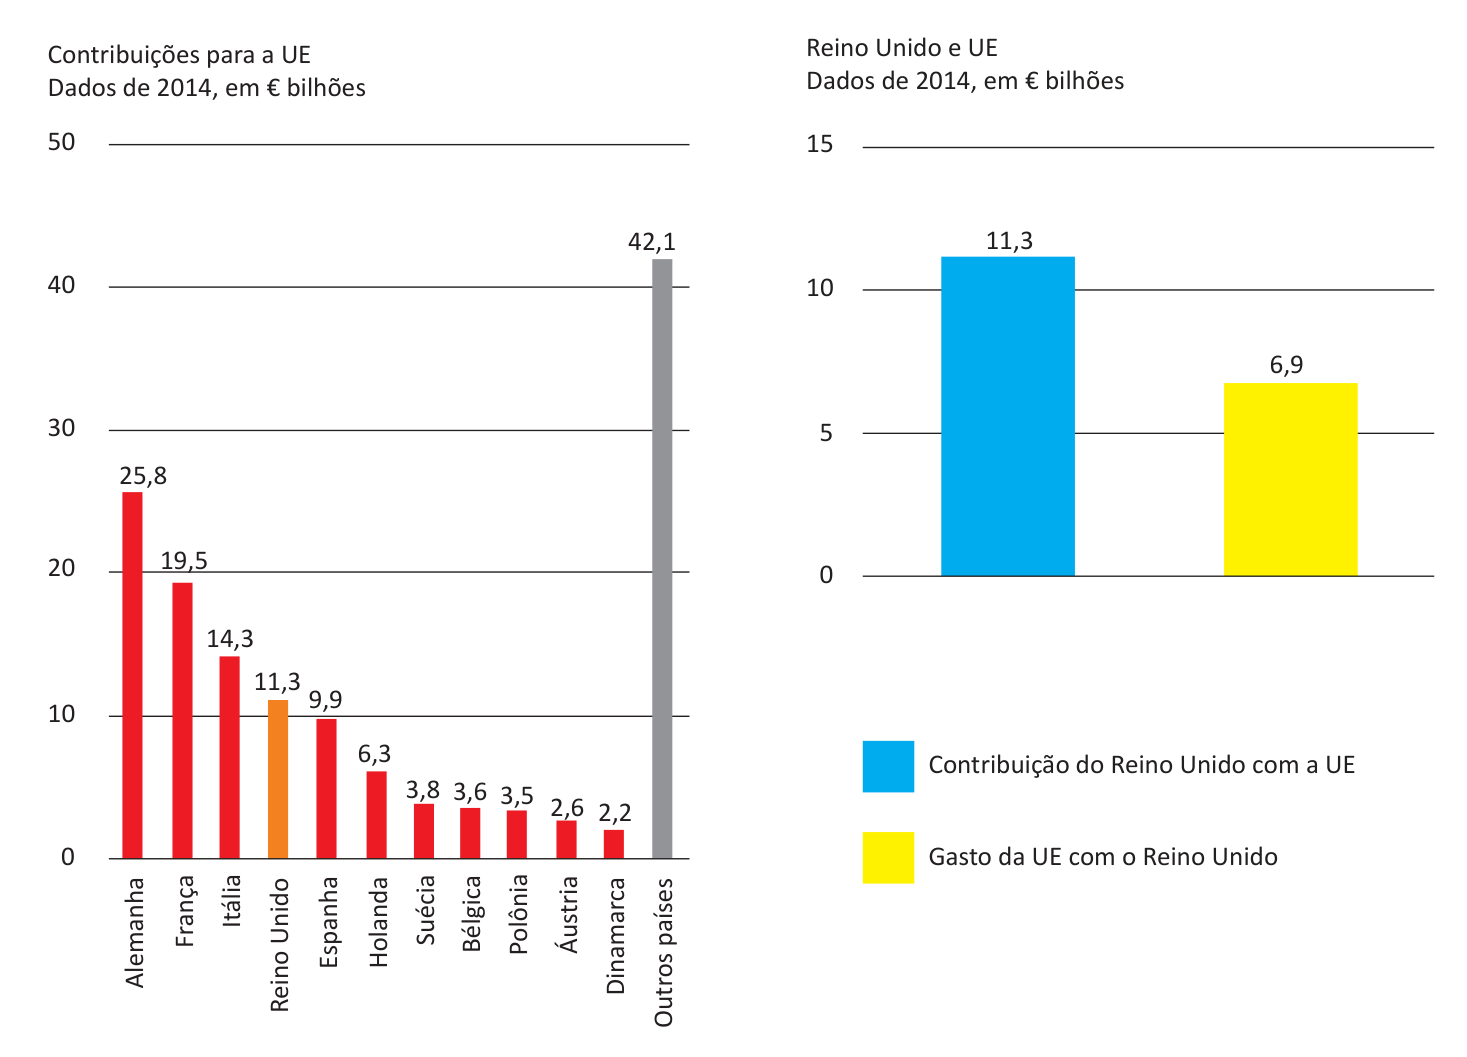 Contribuições para a UE
Dados de 2014, em € bilhões
50
40
30
20
10
0
25,8
19,5
14,3
11,3
9,9
6,3
3,8
3,6
3,5
2,6
2,2
42,1
Alemanha
França
Itália
Reino Unido
Espanha
Holanda
Suécia
Bélgica
Polônia
Áustria
Dinamarca
Outros países
Reino Unido e UE
Dados de 2014, em € bilhões
15
10
5
0
11,3
6,9
Contribuição do Reino Unido com a UE
Gasto da UE com o Reino Unido